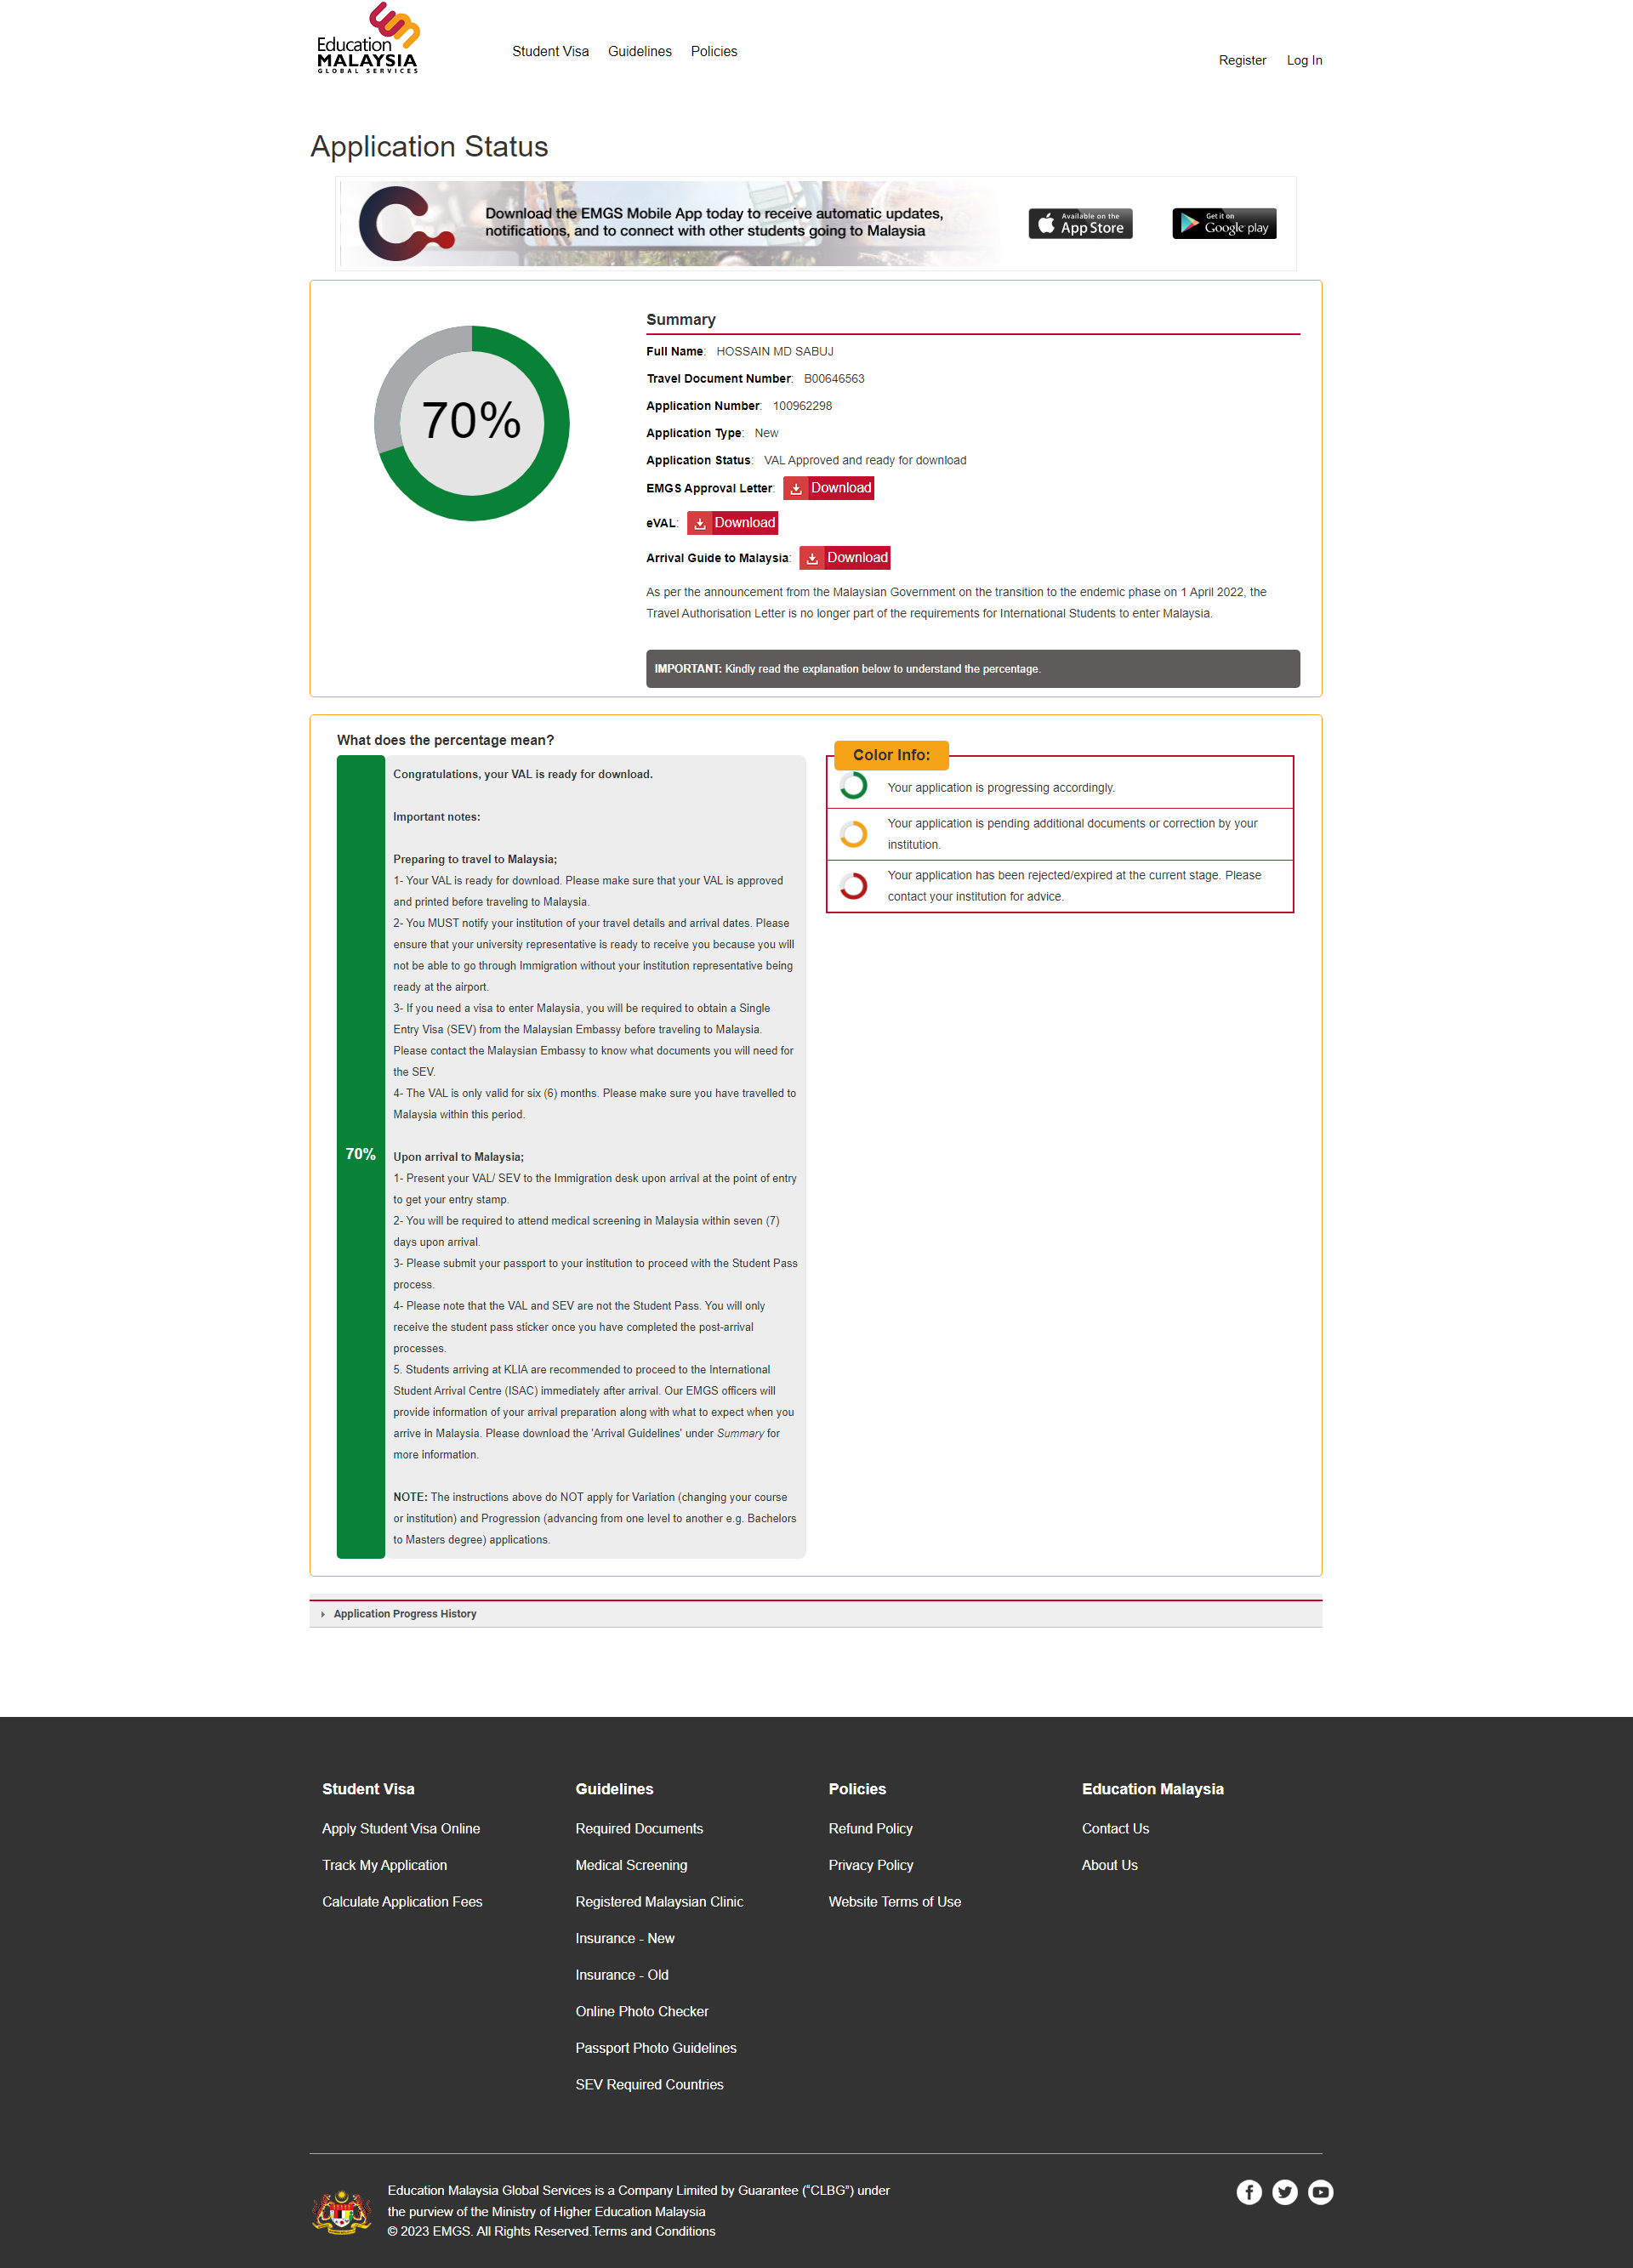 Education
MALAYSIA
GLOBAL SERVICES
Student Visa Guidelines Policies
Register Log In
Application Status
Download the EMGS Mobile App today to receive automatic updates,
notifications, and to connect with other students going to Malaysia
Available on the
App Store
Get it on
Google play
70%
Summary
Full Name: HOSSAIN MD SABUJ
Travel Document Number: B00646563
Application Number: 100962298
Application Type: New
Application Status: VAL Approved and ready for download
EMGS Approval Letter: Download
eVAL: Download
Arrival Guide to Malaysia: Download
As per the announcement from the Malaysian Government on the transition to the endemic phase on 1 April 2022, the
Travel Authorisation Letter is no longer part of the requirements for International Students to enter Malaysia.
IMPORTANT: Kindly read the explanation below to understand the percentage.
What does the percentage mean?
70%
Congratulations, your VAL is ready for download.
Important notes:
Preparing to travel to Malaysia;
1- Your VAL is ready for download. Please make sure that your VAL is approved
and printed before traveling to Malaysia.
2- You MUST notify your institution of your travel details and arrival dates. Please
ensure that your university representative is ready to receive you because you will
not be able to go through Immigration without your institution representative being
ready at the airport.
3- If you need a visa to enter Malaysia, you will be required to obtain a Single
Entry Visa (SEV) from the Malaysian Embassy before traveling to Malaysia.
Please contact the Malaysian Embassy to know what documents you will need for
the SEV.
4- The VAL is only valid for six (6) months. Please make sure you have travelled to
Malaysia within this period.
Upon arrival to Malaysia;
1- Present your VAL/ SEV to the Immigration desk upon arrival at the point of entry
to get your entry stamp.
2- You will be required to attend medical screening in Malaysia within seven (7)
days upon arrival.
3- Please submit your passport to your institution to proceed with the Student Pass
process.
4- Please note that the VAL and SEV are not the Student Pass. You will only
receive the student pass sticker once you have completed the post-arrival
processes.
5. Students arriving at KLIA are recommended to proceed to the International
Student Arrival Centre (ISAC) immediately after arrival. Our EMGS officers will
provide information of your arrival preparation along with what to expect when you
arrive in Malaysia. Please download the 'Arrival Guidelines' under Summary for
more information.
NOTE: The instructions above do NOT apply for Variation (changing your course
or institution) and Progression (advancing from one level to another e.g. Bachelors
to Masters degree) applications.
Color Info:
Your application is progressing accordingly.
Your application is pending additional documents or correction by your
institution.
Your application has been rejected/expired at the current stage. Please
contact your institution for advice.
Application Progress History
Student Visa
Apply Student Visa Online
Track My Application
Calculate Application Fees
Guidelines
Required Documents
Medical Screening
Registered Malaysian Clinic
Insurance - New
Insurance - Old
Online Photo Checker
Passport Photo Guidelines
SEV Required Countries
Policies
Refund Policy
Privacy Policy
Website Terms of Use
Education Malaysia
Contact Us
About Us
Education Malaysia Global Services is a Company Limited by Guarantee (“CLBG”) under
the purview of the Ministry of Higher Education Malaysia
© 2023 EMGS. All Rights Reserved.Terms and Conditions